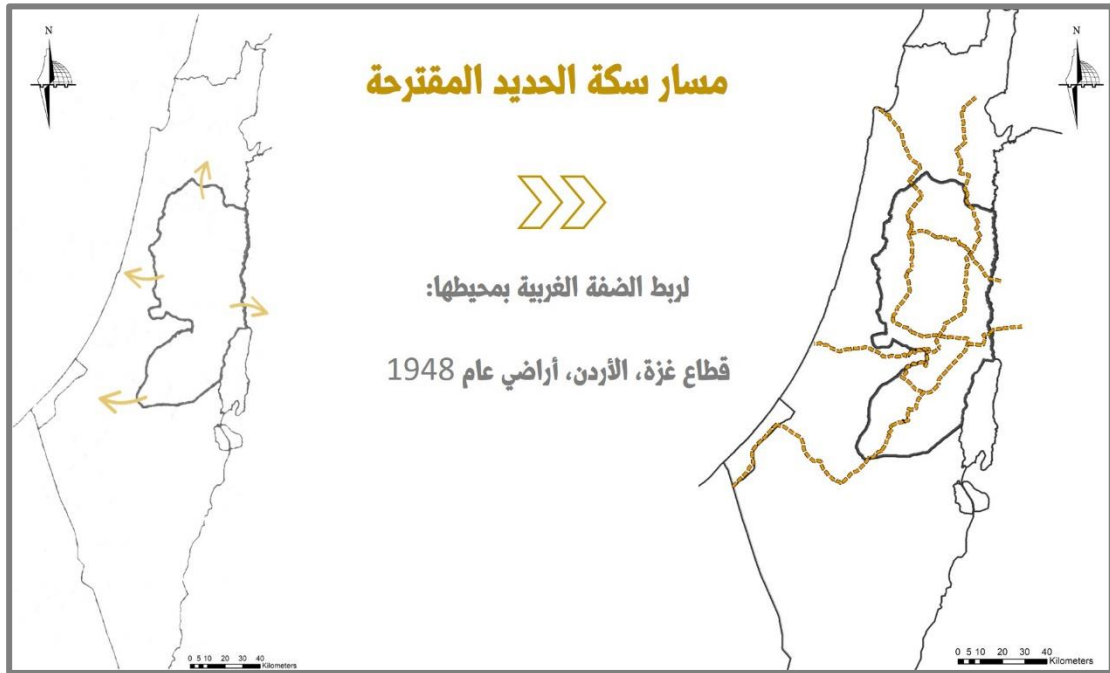 N
N
مسار سكة الحديد المقترحة
لربط الضفة الغربية بمحيطها:
قطاع غزة، الأردن، أراضي عام 1948
0 5 10 20 30 40
Kilometers
0 5 10 20 30 40
Kilometers